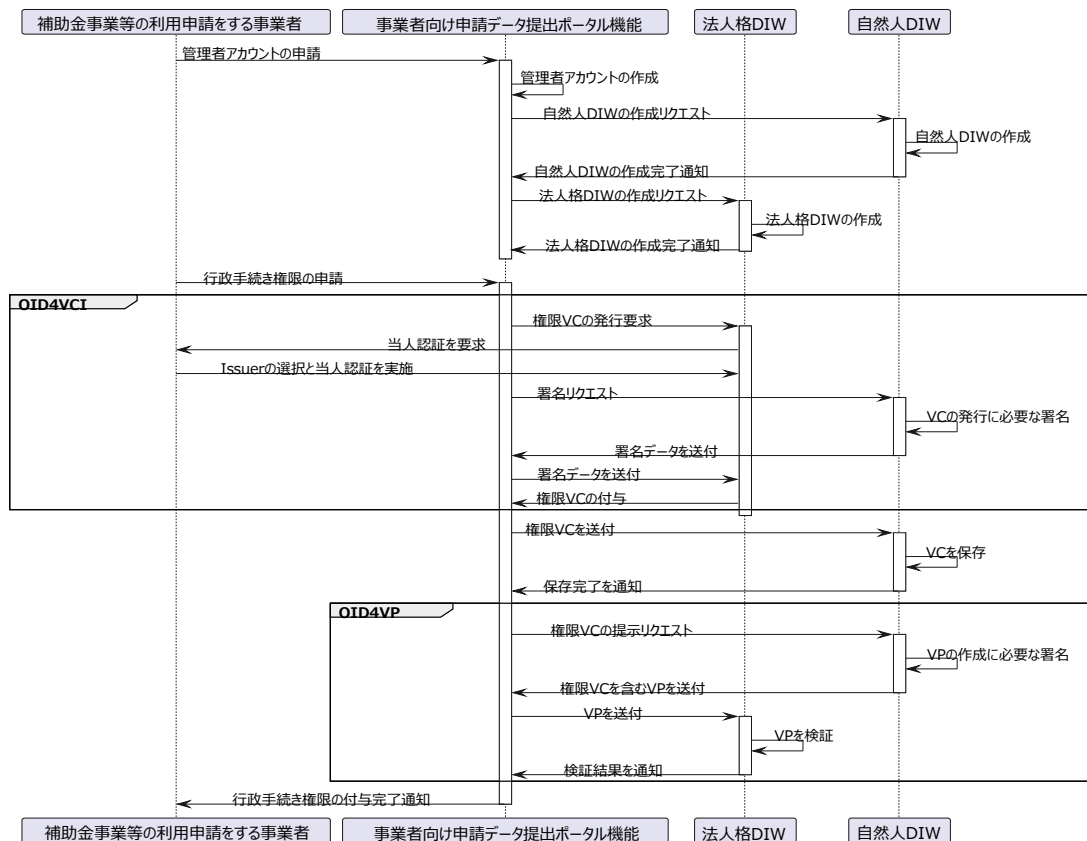 補助金事業等の利用申請をする事業者
事業者向け申請データ提出ポータル機能
法人格DIW
自然人DIW
管理者アカウントの申請
管理者アカウントの作成
自然人DIWの作成リクエスト
自然人DIWの作成
自然人DIWの作成完了通知
法人格DIWの作成リクエスト
法人格DIWの作成
法人格DIWの作成完了通知
行政手続き権限の申請
OID4VCI
権限VCの発行要求
当人認証を要求
Issuerの選択と当人認証を実施
署名リクエスト
VCの発行に必要な署名
署名データを送付
署名データを送付
権限VCの付与
権限VCを送付
VCを保存
保存完了を通知
OID4VP
権限VCの提示リクエスト
VPの作成に必要な署名
権限VCを含むVPを送付
VPを送付
VPを検証
検証結果を通知
行政手続き権限の付与完了通知
補助金事業等の利用申請をする事業者
事業者向け申請データ提出ポータル機能
法人格DIW
自然人DIW